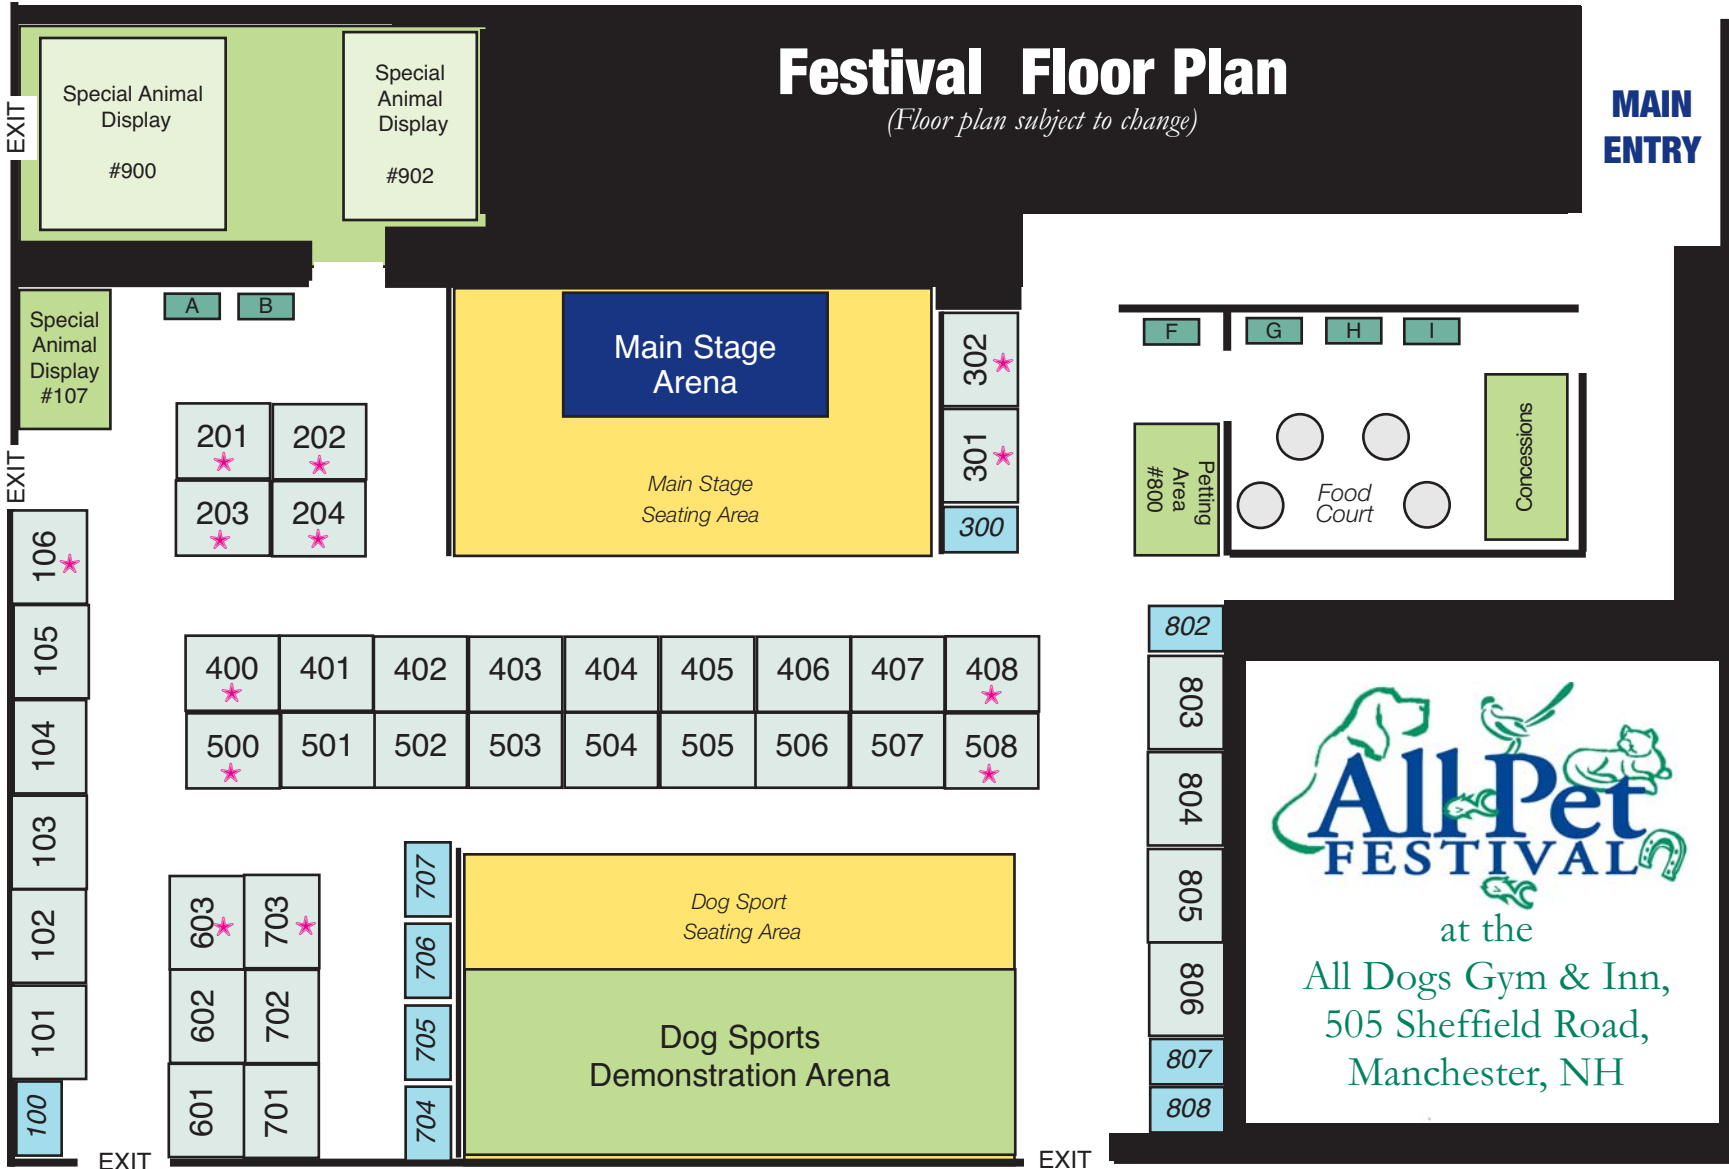 Festival Floor Plan
(Floor plan subject to change)
MAIN
ENTRY
EXIT
Special Animal
Display
#900
Special
Animal
Display
#902
Special
Animal
Display
#107
A
B
Main Stage
Arena
Main Stage
Seating Area
302
301
300
F
G
H
I
Petting
Area
#800
Food
Court
Concessions
EXIT
201
202
203
204
106
105
104
103
102
101
100
400
401
402
403
404
405
406
407
408
500
501
502
503
504
505
506
507
508
802
803
804
805
806
807
808
603
703
602
702
601
701
707
706
705
704
Dog Sport
Seating Area
Dog Sports
Demonstration Arena
All Pet
FESTIVAL
at the
All Dogs Gym & Inn,
505 Sheffield Road,
Manchester, NH
EXIT
EXIT